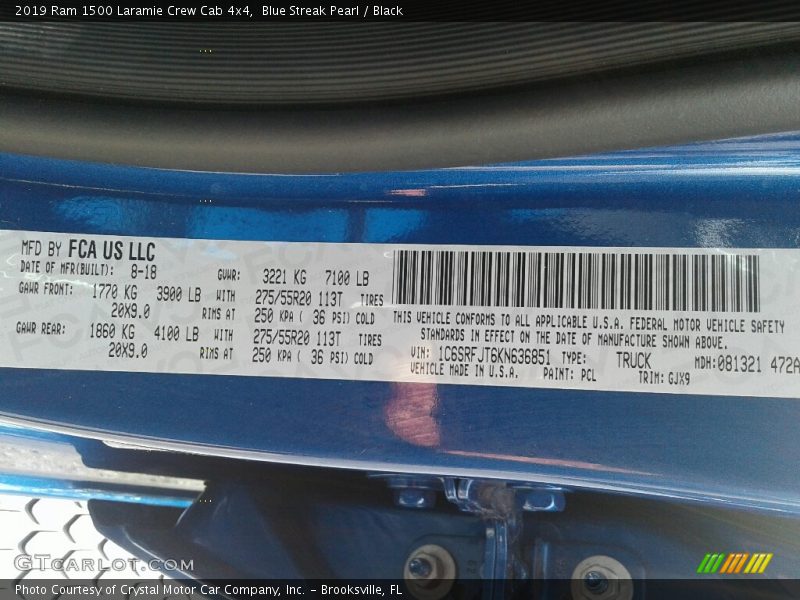 2019 Ram 1500 Laramie Crew Cab 4x4,  Blue Streak Pearl / Black
MFD BY FCA US LLC
DATE OF MFR(BUILT): 8-18 GVWR: 3221 KG 7100 LB
GAWR FRONT: 1770 KG 3900 LB WITH 275/55R20 113T TIRES
20X9.0 RIMS AT 250 KPA ( 36 PSI) COLD
GAWR REAR: 1860 KG 4100 LB WITH 275/55R20 113T TIRES
20X9.0 RIMS AT 250 KPA ( 36 PSI) COLD
THIS VEHICLE CONFORMS TO ALL APPLICABLE U.S.A. FEDERAL MOTOR VEHICLE SAFETY
STANDARDS IN EFFECT ON THE DATE OF MANUFACTURE SHOWN ABOVE.
VIN: 1C6SRFJT6KN636851 TYPE: TRUCK MDH:081321 472A
VEHICLE MADE IN U.S.A. PAINT: PCL TRIM: GJX9
GTCARLOT.COM
Photo Courtesy of Crystal Motor Car Company, Inc. – Brooksville, FL